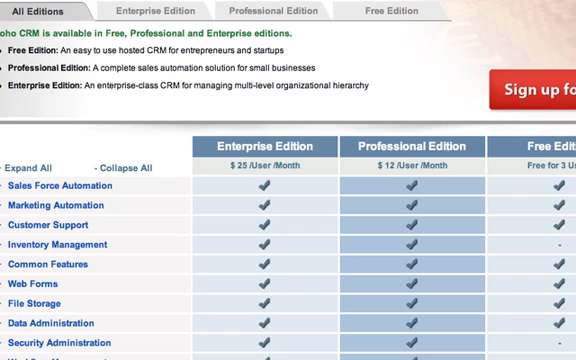 All Editions Enterprise Edition Professional Edition Free Edition
oho CRM is available in Free, Professional and Enterprise editions.
Free Edition: An easy to use hosted CRM for entrepreneurs and startups
Professional Edition: A complete sales automation solution for small businesses
Enterprise Edition: An enterprise-class CRM for managing multi-level organizational hierarchy
Sign up fo
Enterprise Edition Professional Edition Free Edit
+ Expand All - Collapse All $ 25 /User /Month $ 12 /User /Month Free for 3 Us
Sales Force Automation
Marketing Automation
Customer Support
Inventory Management -
Common Features
Web Forms
File Storage
Data Administration
Security Administration -